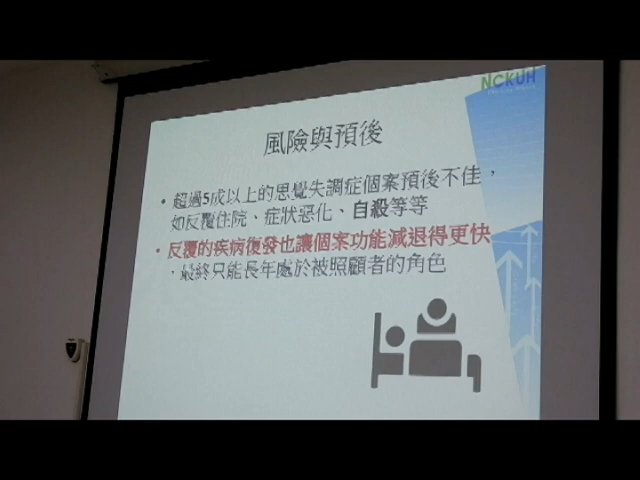 NCKUH
風險與預後
• 超過5成以上的思覺失調症個案預後不佳，
如反覆住院、症狀惡化、自殺等等
• 反覆的疾病復發也讓個案功能減退得更快
，最終只能長年處於被照顧者的角色